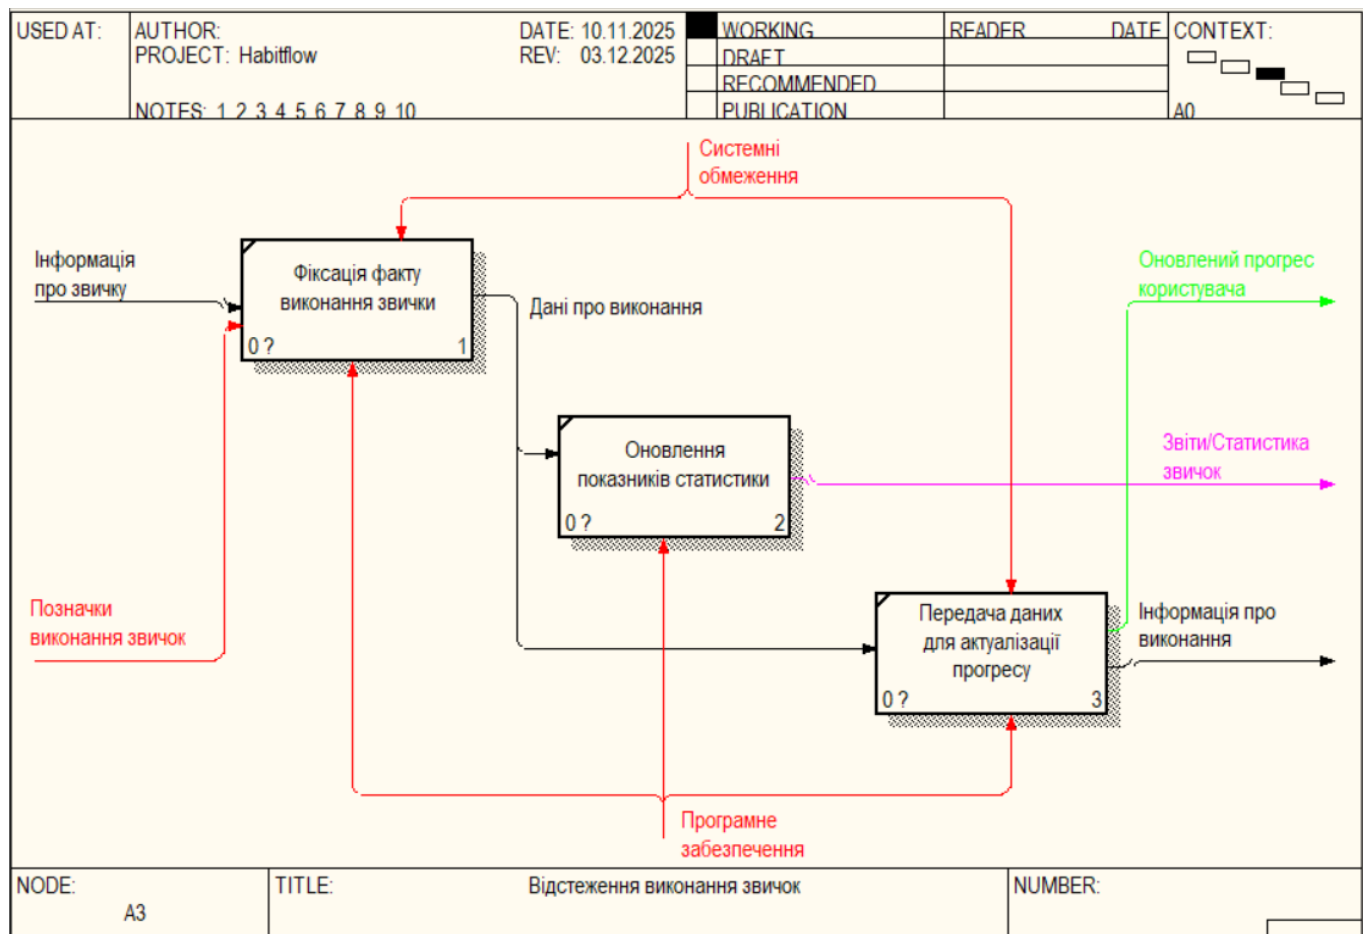 USED AT:
AUTHOR:
PROJECT: Habitflow
NOTES: 1 2 3 4 5 6 7 8 9 10
DATE: 10.11.2025
REV: 03.12.2025
WORKING
DRAFT
RECOMMENDED
PUBLICATION
READER DATE
CONTEXT:
A0
Системні
обмеження
Інформація
про звичку
Фіксація факту
виконання звички
0 ? 1
Дані про виконання
Оновлений прогрес
користувача
Оновлення
показників статистики
0 ? 2
Звіти/Статистика
звичок
Позначки
виконання звичок
Передача даних
для актуалізації
прогресу
0 ? 3
Інформація про
виконання
Програмне
забезпечення
NODE:
A3
TITLE:
Відстеження виконання звичок
NUMBER: